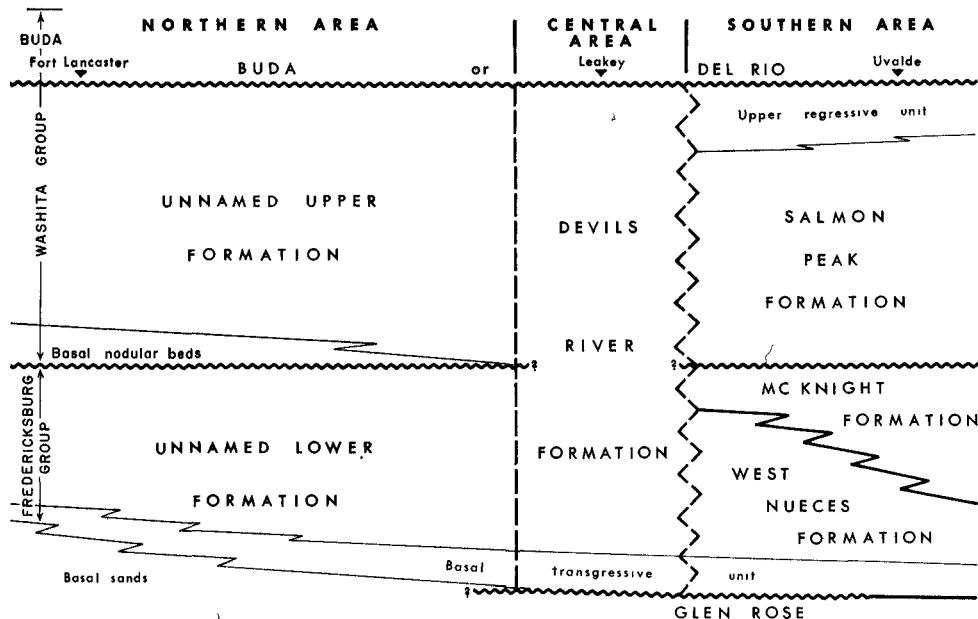 NORTHERN AREA
CENTRAL AREA
SOUTHERN AREA
BUDA
Fort Lancaster
BUDA or DEL RIO
Leakey
Uvalde
WASHITA GROUP
FREDERICKSBURG GROUP
UNNAMED UPPER
FORMATION
Basal nodular beds
UNNAMED LOWER
FORMATION
Basal sands
DEVILS
RIVER
FORMATION
Upper regressive unit
SALMON
PEAK
FORMATION
MC KNIGHT
FORMATION
WEST
NUECES
FORMATION
Basal transgressive unit
?
?
?
GLEN ROSE